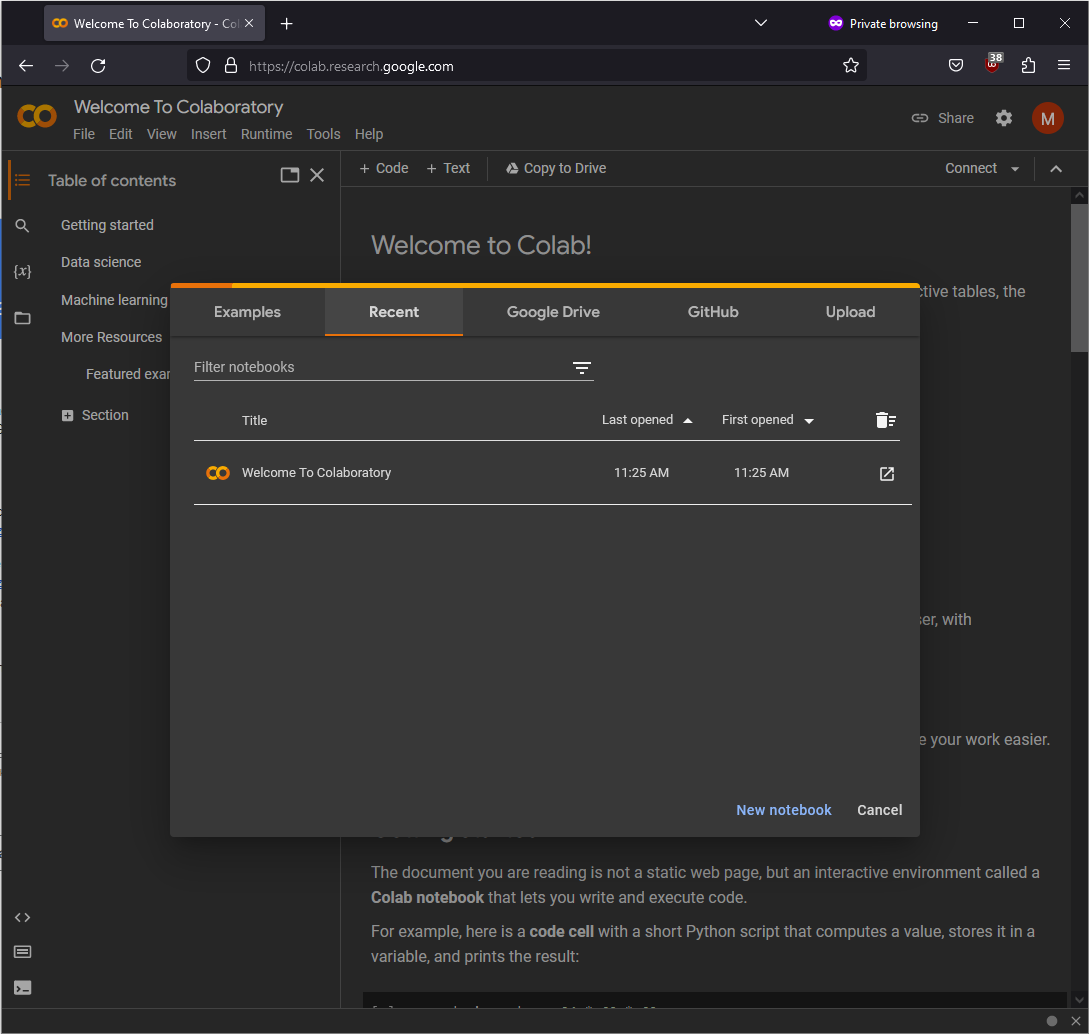 Welcome To Colaboratory - Col
Private browsing
https://colab.research.google.com
38
Welcome To Colaboratory
File Edit View Insert Runtime Tools Help
Share
M
Table of contents
+ Code + Text Copy to Drive Connect
Getting started
Data science
Machine learning
More Resources
Featured exar
Section
{x}
Welcome to Colab!
ctive tables, the
Examples Recent Google Drive GitHub Upload
Filter notebooks
Title Last opened First opened
Welcome To Colaboratory 11:25 AM 11:25 AM
with
e your work easier.
New notebook Cancel
The document you are reading is not a static web page, but an interactive environment called a
Colab notebook that lets you write and execute code.
For example, here is a code cell with a short Python script that computes a value, stores it in a
variable, and prints the result: